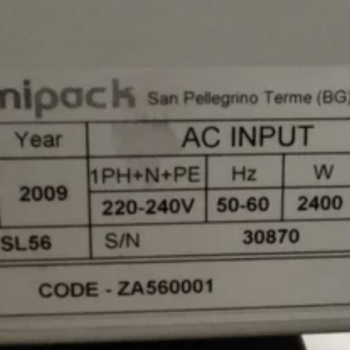 nipack San Pellegrino Terme (BG)
Year AC INPUT
2009 1PH+N+PE Hz W
220-240V 50-60 2400
SL56 S/N 30870
CODE - ZA560001